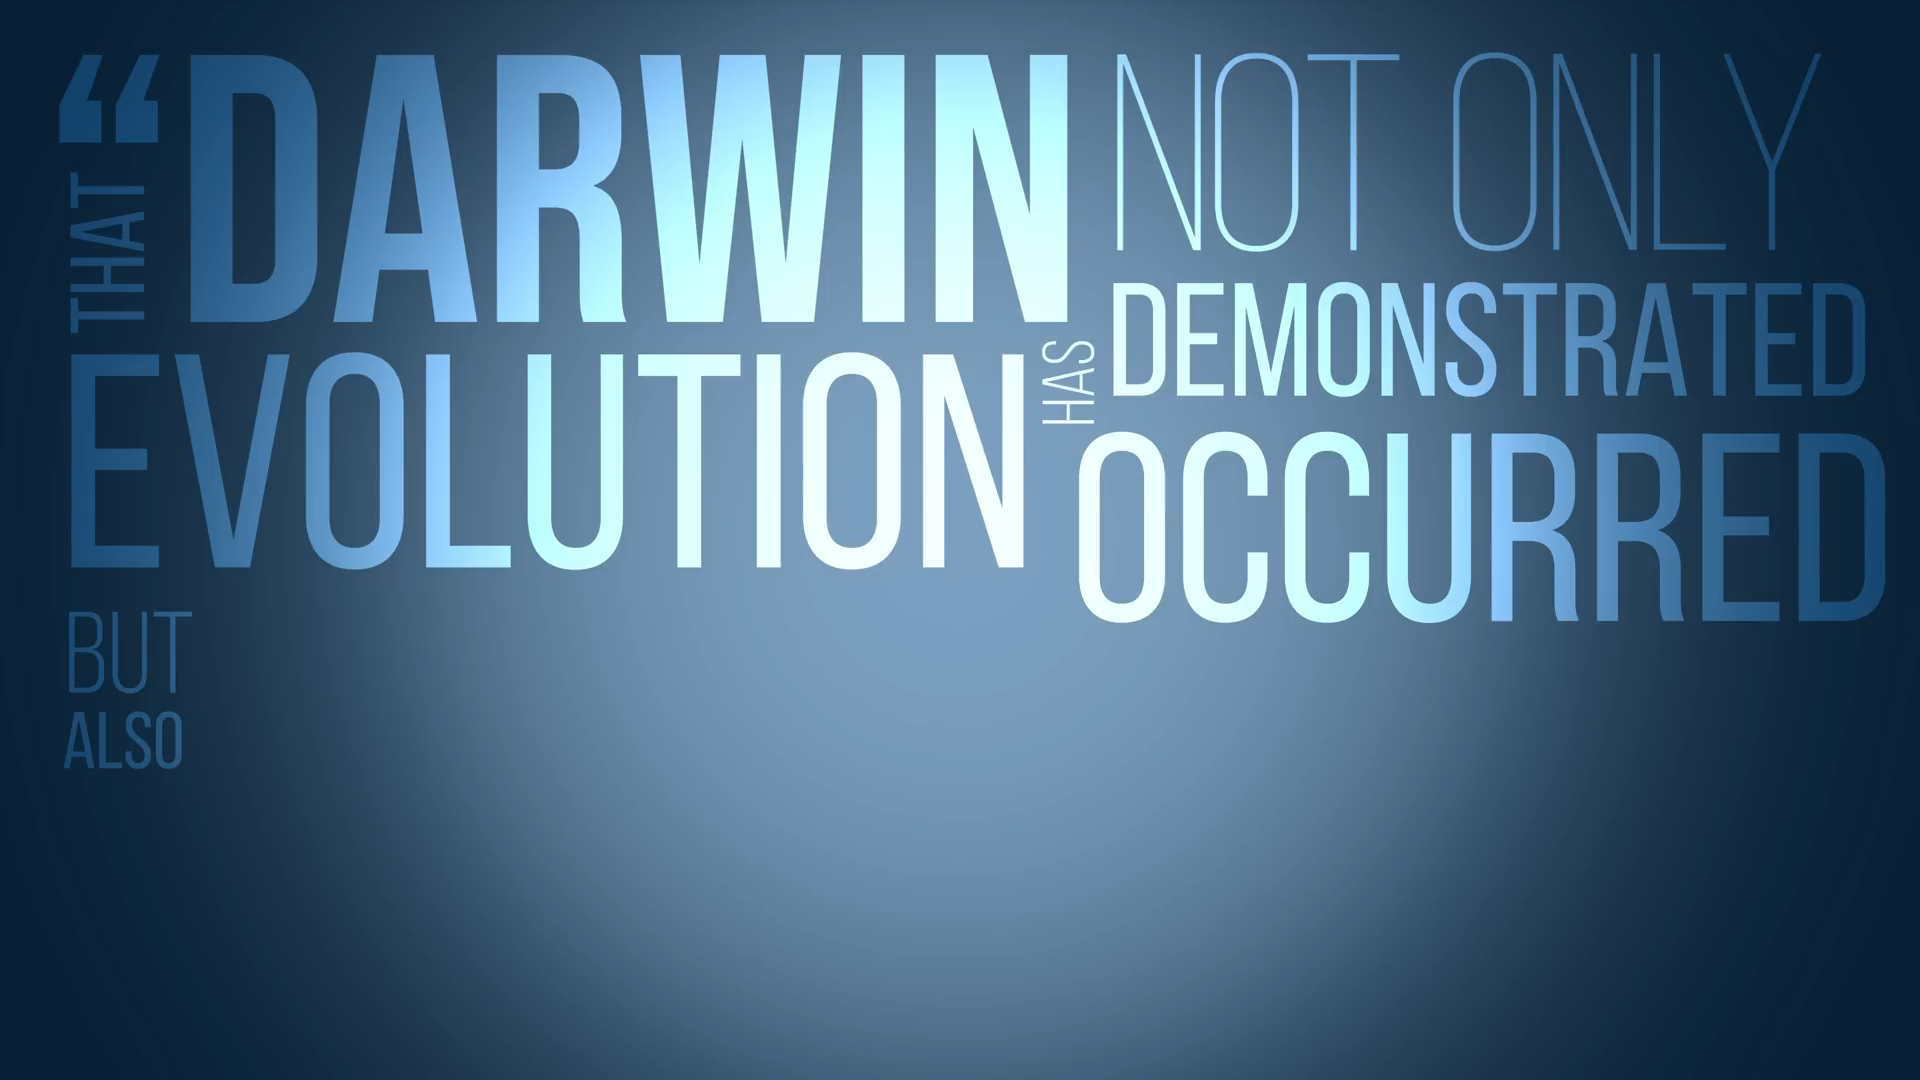 “DARWIN NOT ONLY
DEMONSTRATED
THAT
EVOLUTION
HAS
OCCURRED
BUT
ALSO